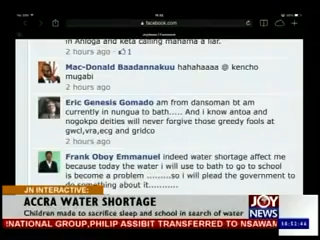 facebook.com
in Anloga and keta calling mahama a liar.
2 hours ago · 1
Mac-Donald Baadannakuu hahahaaaa @ kencho
mugabi
2 hours ago
Eric Genesis Gomado am from dansoman bt am
currently in nungua to bath..... And i know antoa and
nogokpo deities will never forgive those greedy fools at
gwcl,vra,ecg and gridco
2 hours ago
Frank Oboy Emmanuel indeed water shortage affect me
because today the water i will use to bath to go to school
is become a problem .........so i will plead the government to
do something about it..........
JN INTERACTIVE:
ACCRA WATER SHORTAGE
Children made to sacrifice sleep and school in search of water
JOY
NEWS
NATIONAL GROUP,PHILIP ASSIBIT TRANSFERRED TO NSAWAM
18:52:46